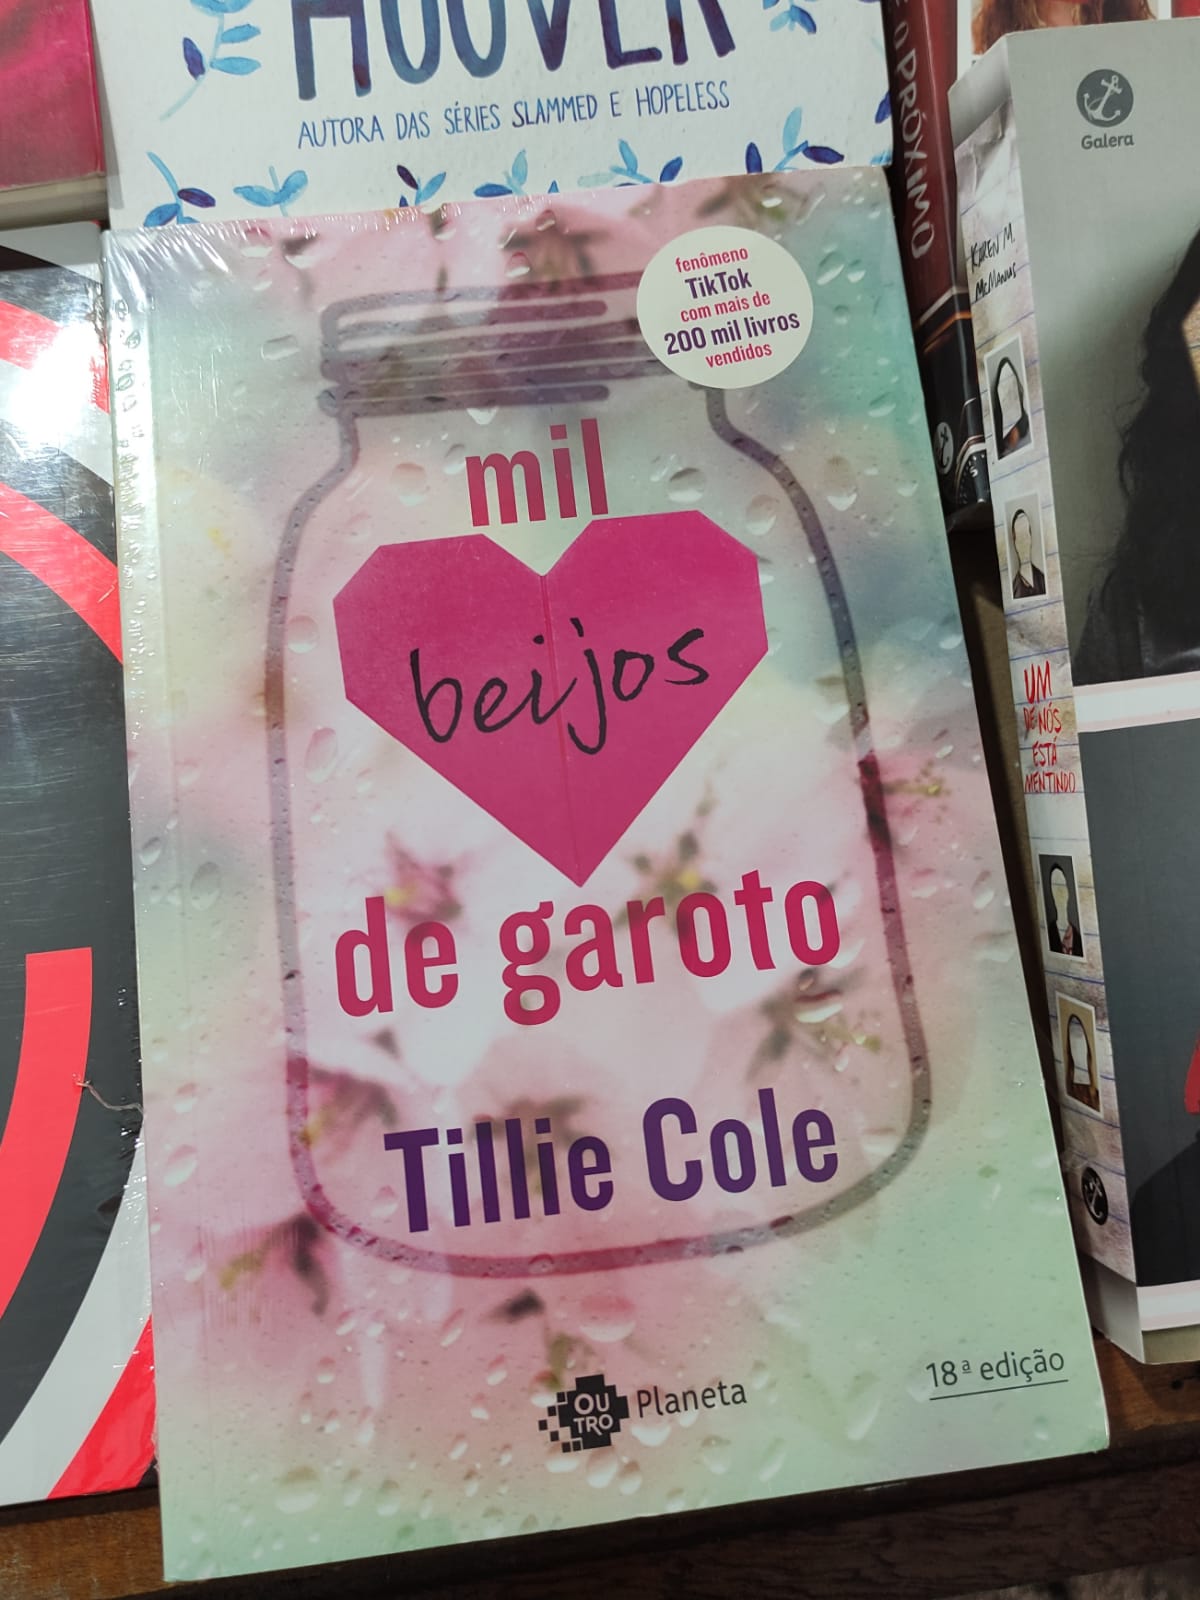 HOOVER
AUTORA DAS SÉRIES SLAMMED E HOPELESS
fenômeno
TikTok
com mais de
200 mil livros
vendidos
mil
beijos
de garoto
Tillie Cole
OU
TRO
Planeta
18ª edição
É O PRÓXIMO
Galera
KAREN M.
McMANUS
UM
DE NÓS
ESTÁ
MENTINDO